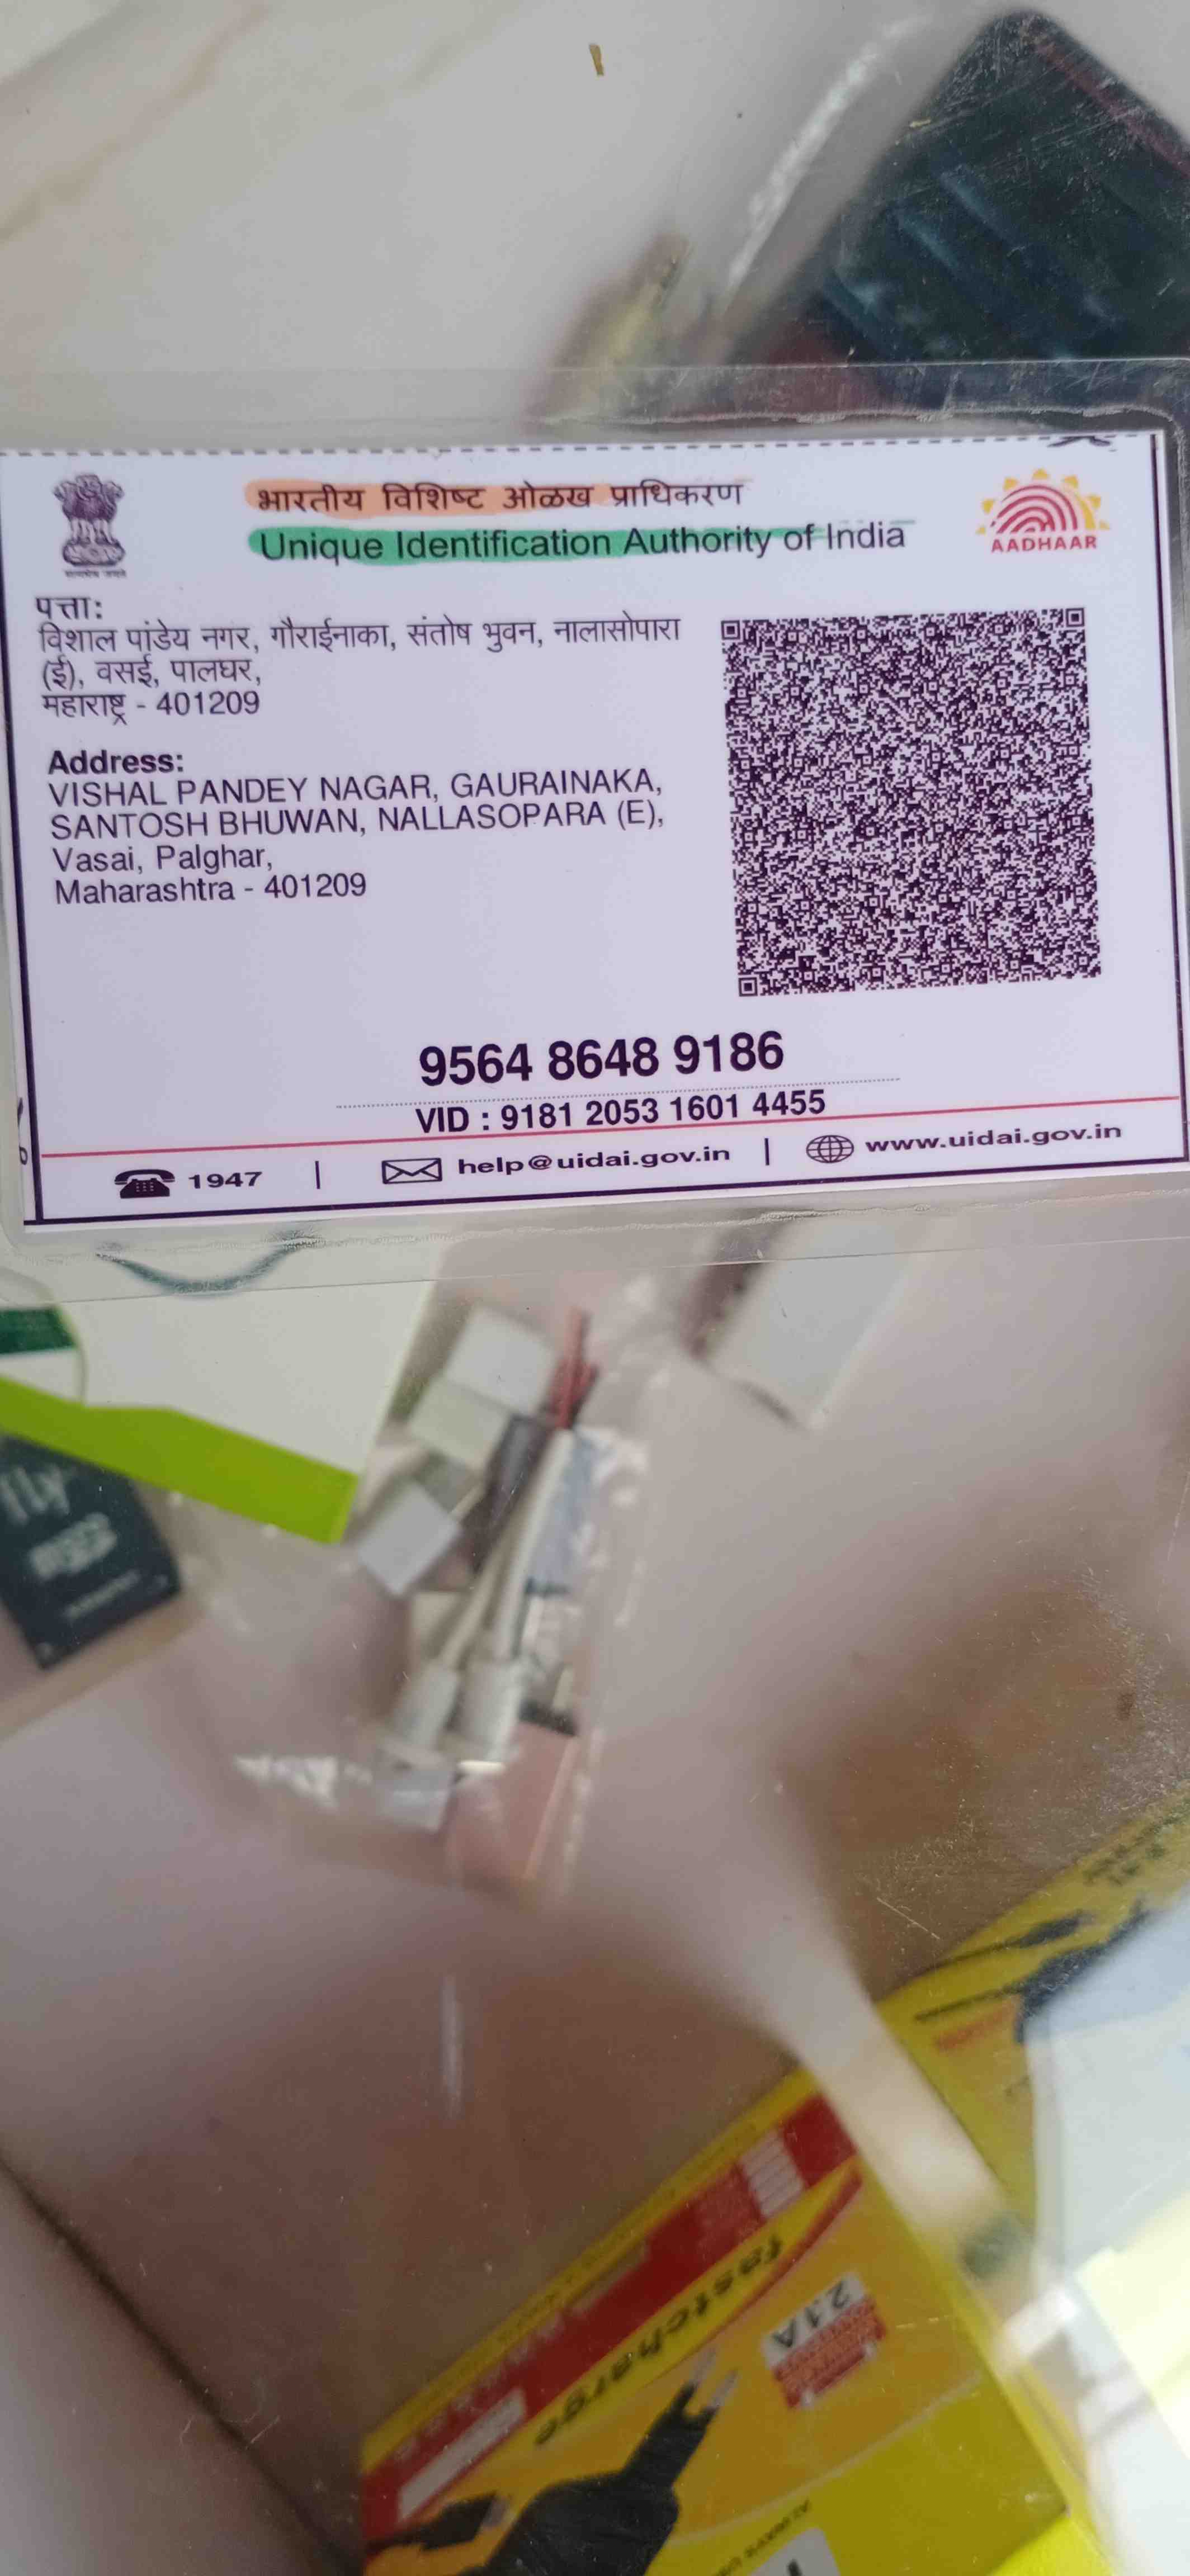 भारतीय विशिष्ट ओळख प्राधिकरण
Unique Identification Authority of India
AADHAAR
पत्ता:
विशाल पांडेय नगर, गौराईनाका, संतोष भुवन, नालासोपारा
(ई), वसई, पालघर,
महाराष्ट्र - 401209
Address:
VISHAL PANDEY NAGAR, GAURAINAKA,
SANTOSH BHUWAN, NALLASOPARA (E),
Vasai, Palghar,
Maharashtra - 401209
9564 8648 9186
VID : 9181 2053 1601 4455
1947 | help@uidai.gov.in | www.uidai.gov.in
fastcharge
2.1A